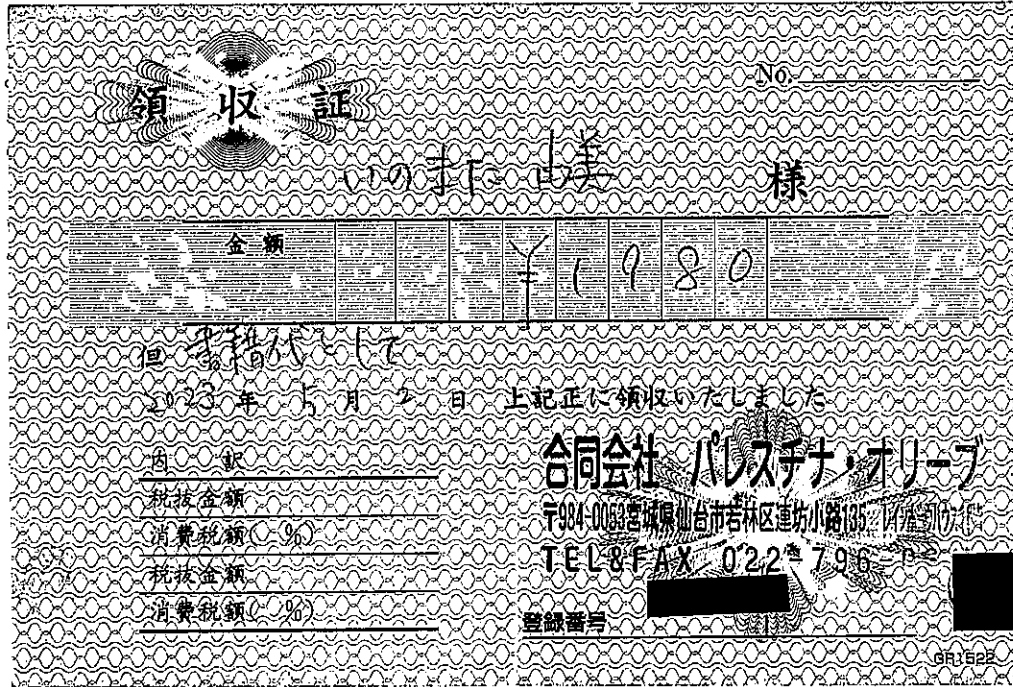 領収証
No.
いのまた 由美 様
金額 ¥1980
但 書籍代として
2023年 5月 2日 上記正に領収いたしました
内 訳
税抜金額
消費税額( %)
税抜金額
消費税額( %)
合同会社 パレスチナ・オリーブ
〒984-0053宮城県仙台市若林区連坊小路135
TEL&FAX 022-796
登録番号
GR1522